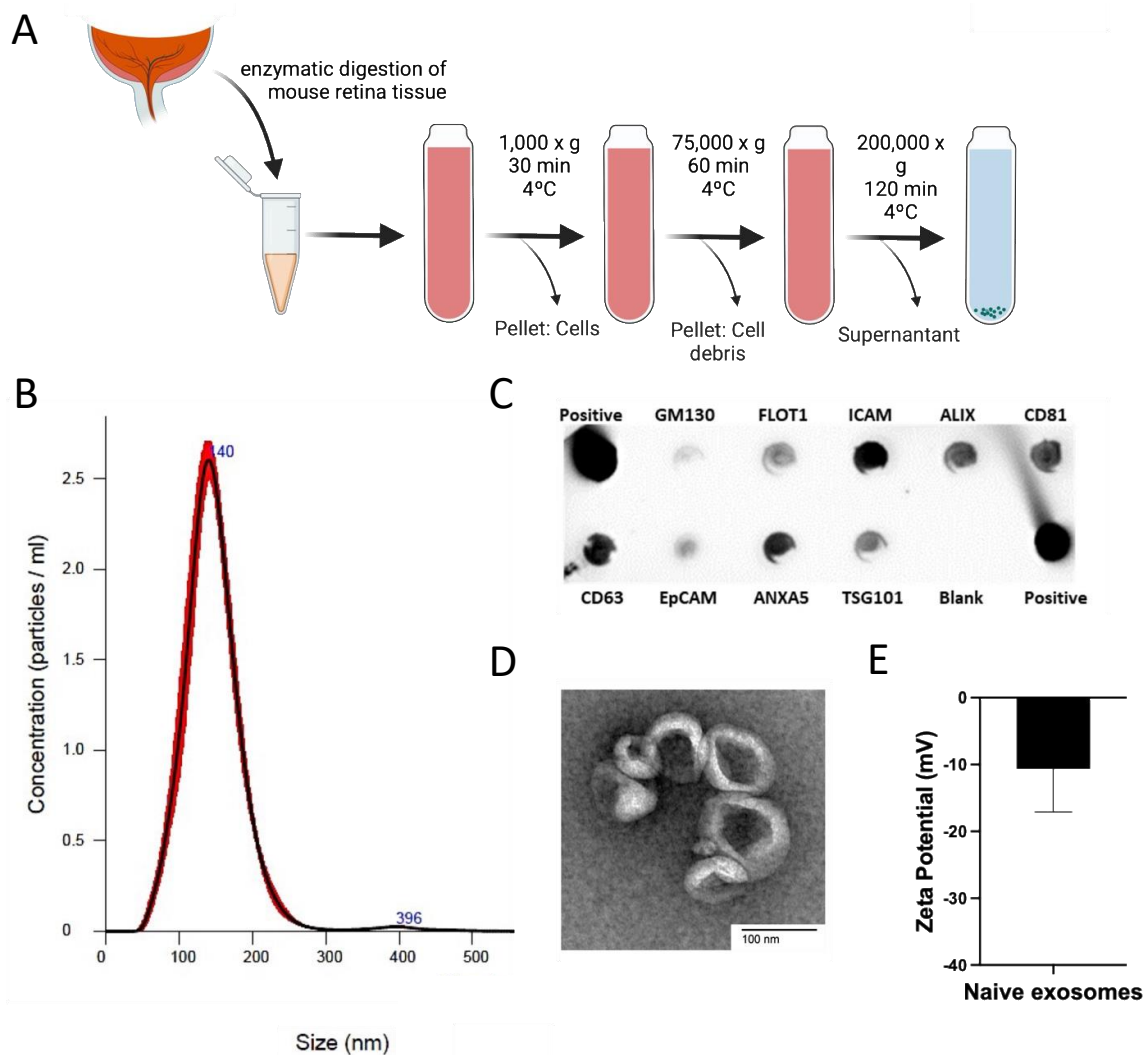 A
enzymatic digestion of
mouse retina tissue
1,000 x g
30 min
4ºC
75,000 x g
60 min
4ºC
200,000 x
g
120 min
4ºC
Pellet: Cells
Pellet: Cell
debris
Supernantant
B
Concentration (particles / ml)
2.5
2.0
1.5
1.0
0.5
0
140
396
0 100 200 300 400 500
Size (nm)
C
Positive GM130 FLOT1 ICAM ALIX CD81
CD63 EpCAM ANXA5 TSG101 Blank Positive
D
100 nm
E
Zeta Potential (mV)
0
-10
-20
-30
-40
Naive exosomes